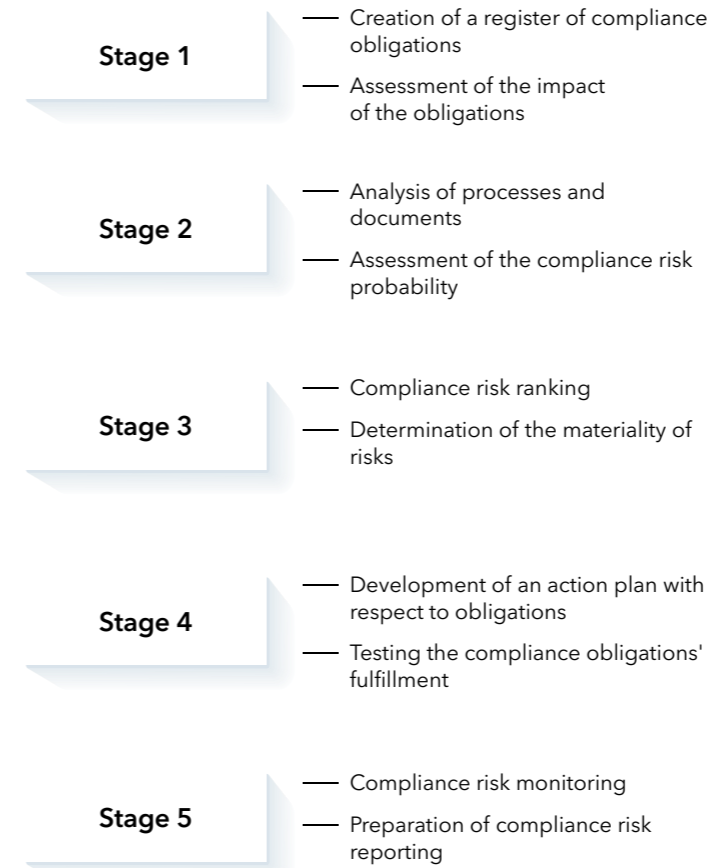 Stage 1
Creation of a register of compliance
obligations
Assessment of the impact
of the obligations
Stage 2
Analysis of processes and
documents
Assessment of the compliance risk
probability
Stage 3
Compliance risk ranking
Determination of the materiality of
risks
Stage 4
Development of an action plan with
respect to obligations
Testing the compliance obligations'
fulfillment
Stage 5
Compliance risk monitoring
Preparation of compliance risk
reporting